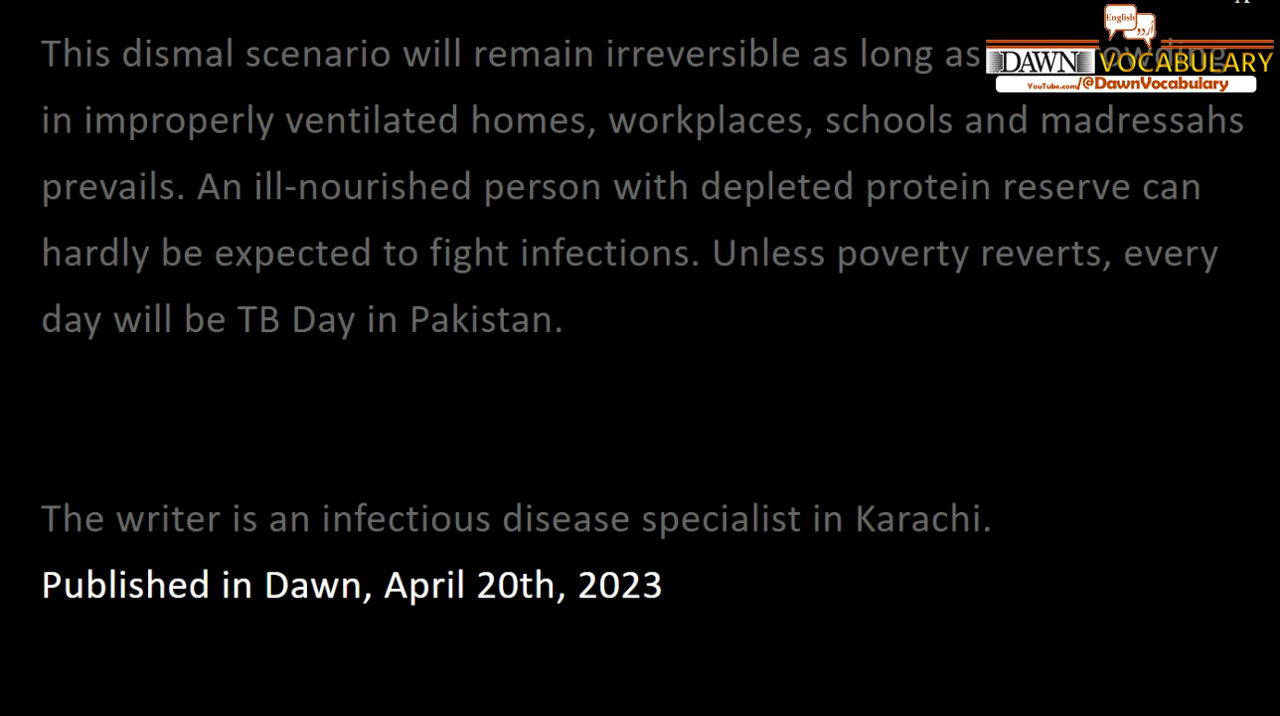 English
اُردُو
This dismal scenario will remain irreversible as long as
DAWN VOCABULARY
YouTube.com/@DawnVocabulary
in improperly ventilated homes, workplaces, schools and madressahs
prevails. An ill-nourished person with depleted protein reserve can
hardly be expected to fight infections. Unless poverty reverts, every
day will be TB Day in Pakistan.
The writer is an infectious disease specialist in Karachi.
Published in Dawn, April 20th, 2023